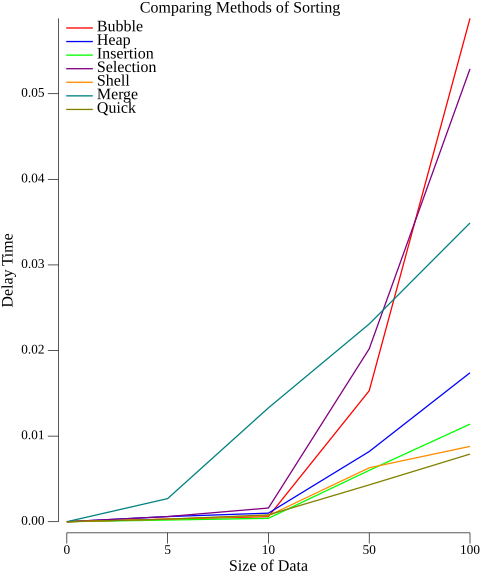 Comparing Methods of Sorting
Bubble
Heap
Insertion
Selection
Shell
Merge
Quick
0.05
0.04
0.03
0.02
0.01
0.00
Delay Time
0 5 10 50 100
Size of Data